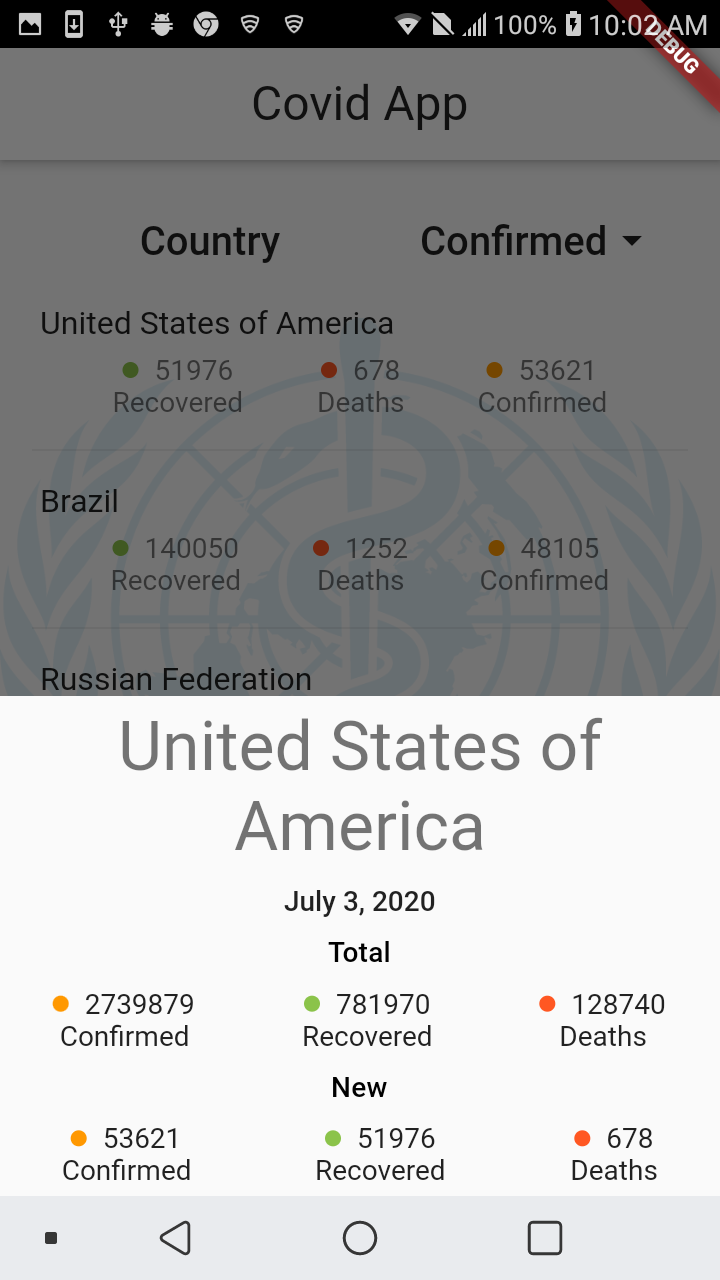 100% 10:02 AM
DEBUG
Covid App
Country Confirmed
United States of America
51976 678 53621
Recovered Deaths Confirmed
Brazil
140050 1252 48105
Recovered Deaths Confirmed
Russian Federation
United States of
America
July 3, 2020
Total
2739879 781970 128740
Confirmed Recovered Deaths
New
53621 51976 678
Confirmed Recovered Deaths